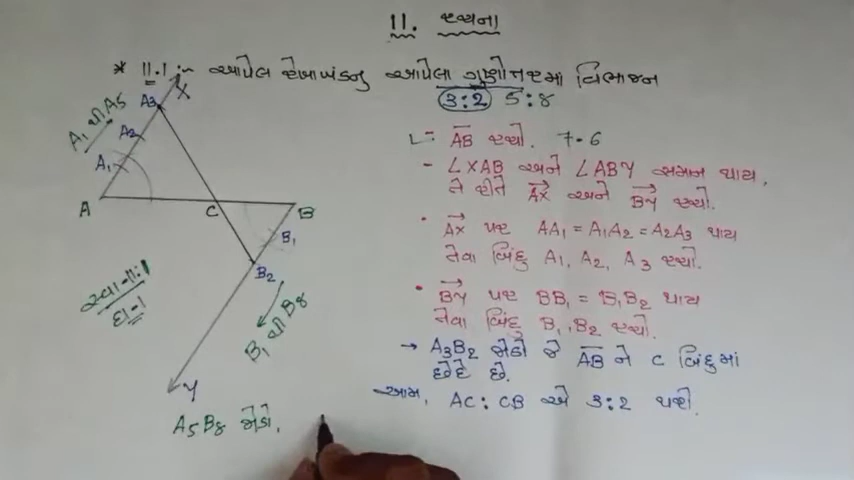 11. રચના
* 11.1 :- આપેલ રેખાખંડનુ આપેલા ગુણોત્તરમાં વિભાજન
3:2 5:8
- AB રચો. 7.6
- ∠XAB અને ∠ABY સમાન થાય,
તે રીતે AX અને BY રચો.
• AX પર AA1 = A1A2 = A2A3 થાય
તેવા બિંદુ A1, A2, A3 રચો.
• BY પર BB1 = B1B2 થાય
તેવા બિંદુ B1, B2 રચો.
→ A3B2 જોડો જે AB ને C બિંદુમાં
છેદે છે.
આમ, AC : CB એ 3:2 થશે.
X
A3
A2
A1
A1 થી A5
A
C
B
B1
B2
B1 થી B8
Y
સ્વા-11.1
દા-1
A5B8 જોડો,